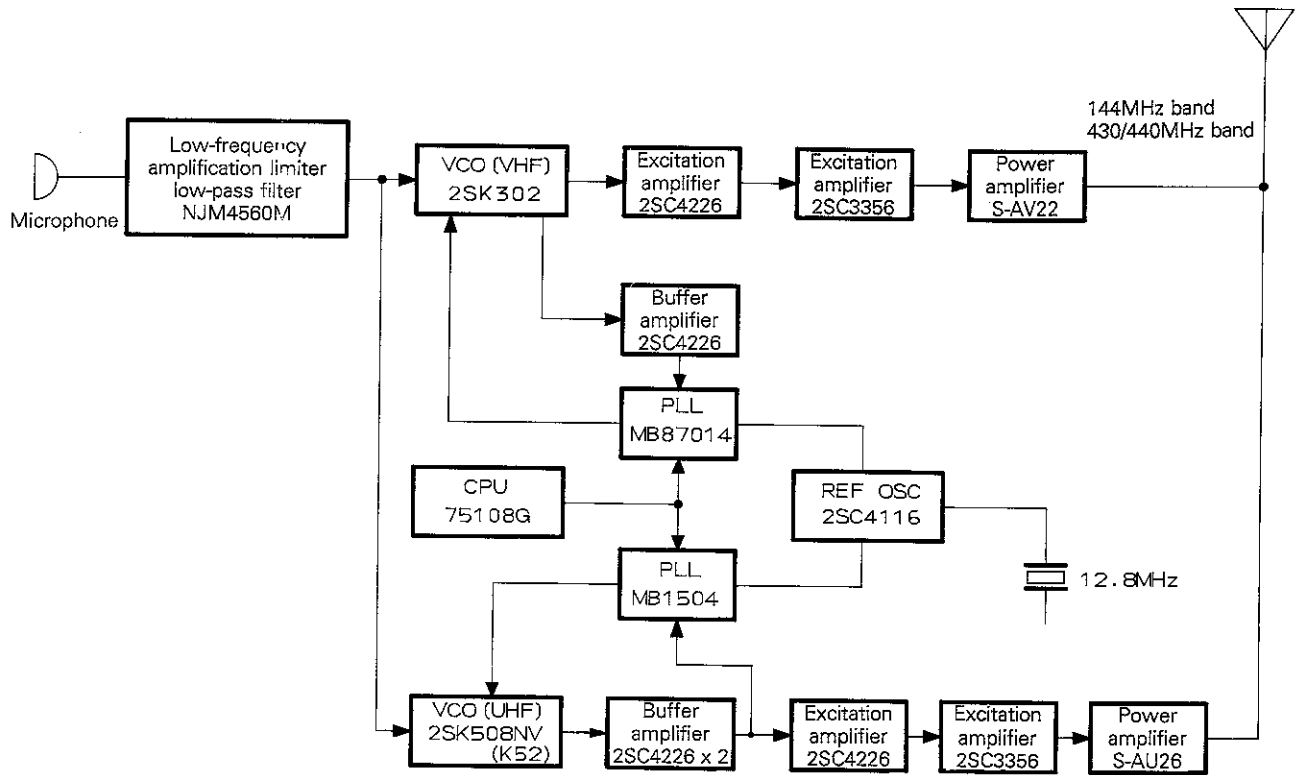 144MHz band
430/440MHz band
Low-frequency
amplification limiter
low-pass filter
NJM4560M
Microphone
VCO (VHF)
2SK302
Excitation
amplifier
2SC4226
Excitation
amplifier
2SC3356
Power
amplifier
S-AV22
Buffer
amplifier
2SC4226
PLL
MB87014
CPU
75108G
REF OSC
2SC4116
PLL
MB1504
12.8MHz
VCO (UHF)
2SK508NV
(K52)
Buffer
amplifier
2SC4226 x 2
Excitation
amplifier
2SC4226
Excitation
amplifier
2SC3356
Power
amplifier
S-AU26